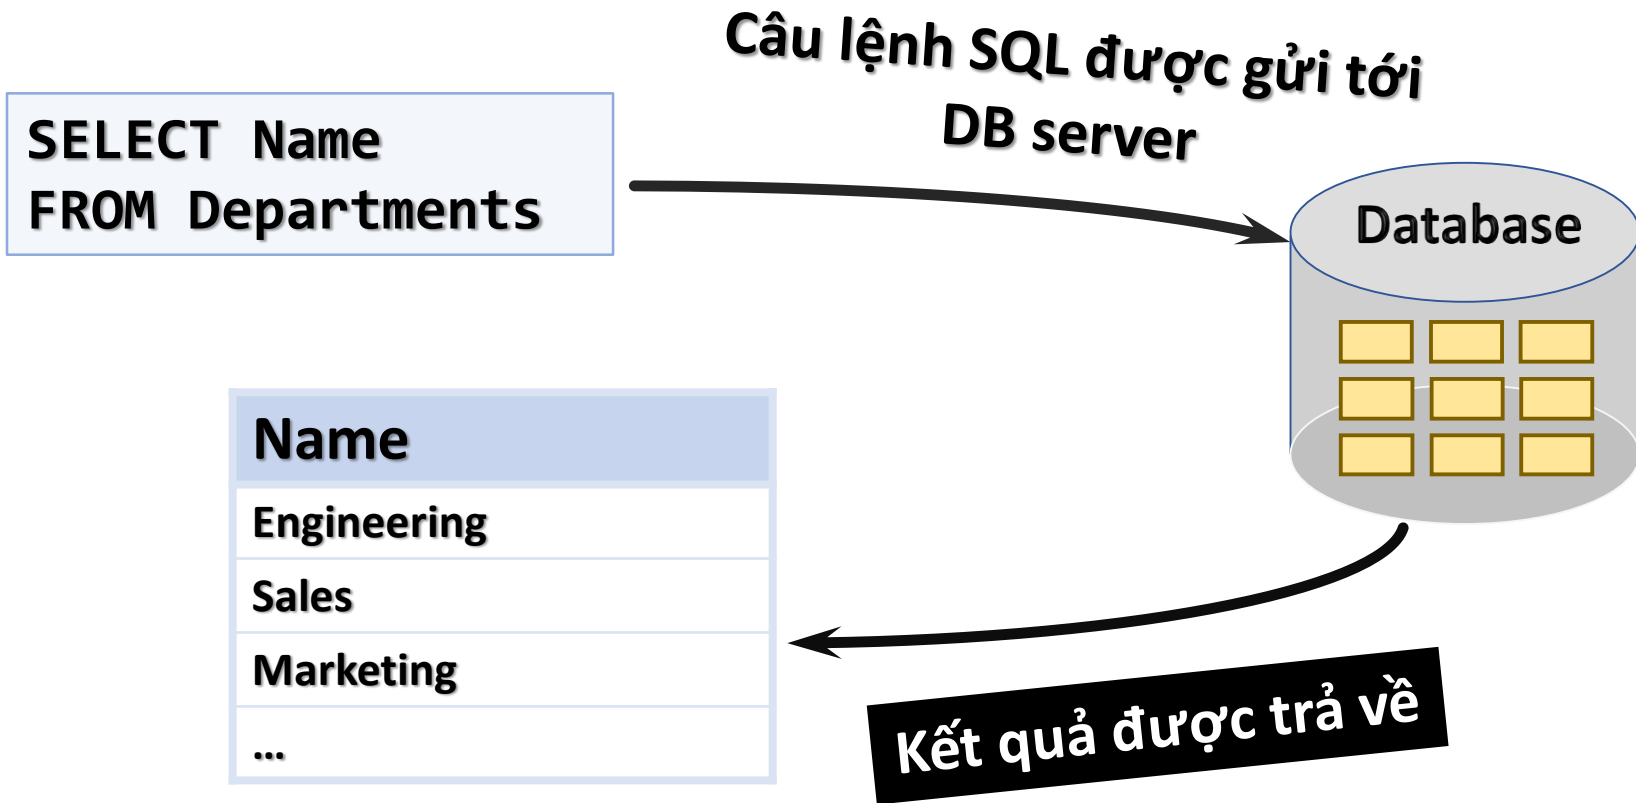 Câu lệnh SQL được gửi tới
DB server
SELECT Name
FROM Departments
Database
Name
Engineering
Sales
Marketing
...
Kết quả được trả về